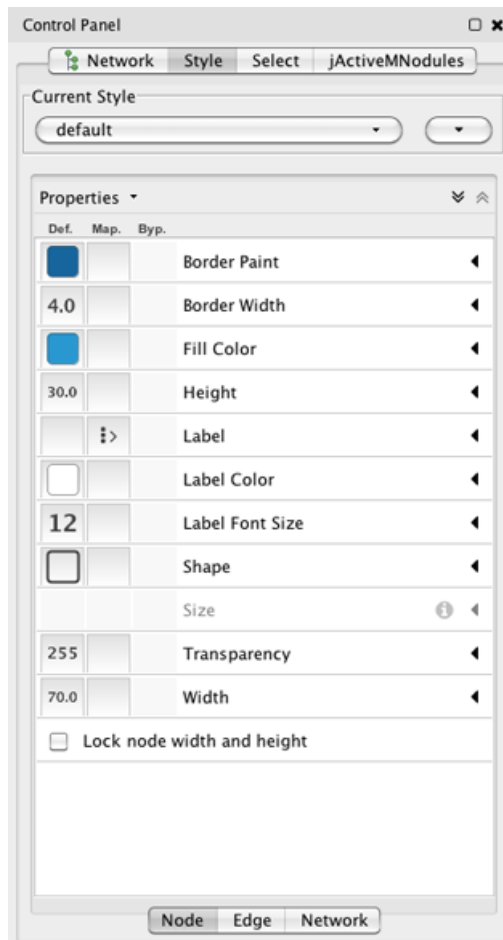 Control Panel
Network Style Select jActiveMNodules
Current Style
default
Properties
Def. Map. Byp.
Border Paint
4.0 Border Width
Fill Color
30.0 Height
Label
Label Color
12 Label Font Size
Shape
Size
255 Transparency
70.0 Width
Lock node width and height
Node Edge Network